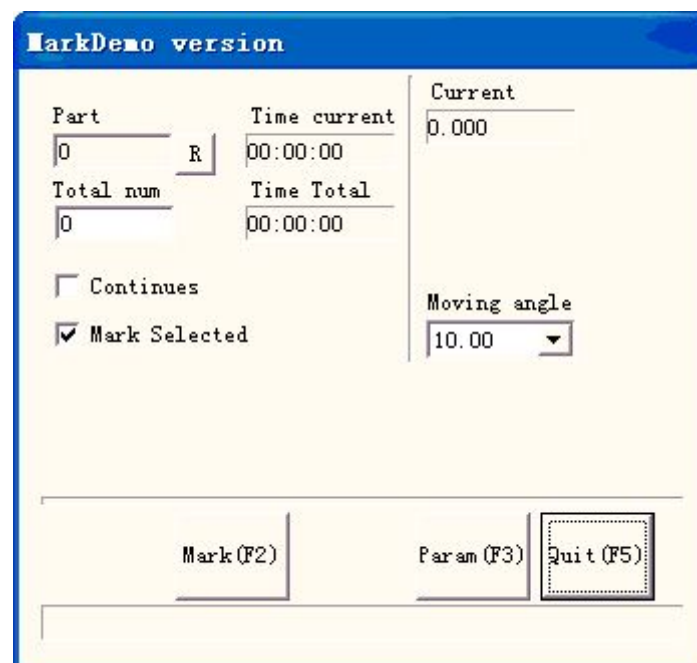 MarkDemo version
Part
Time current
0
R
00:00:00
Total num
Time Total
0
00:00:00
Continues
Mark Selected
Current
0.000
Moving angle
10.00
Mark(F2)
Param(F3)
Quit(F5)